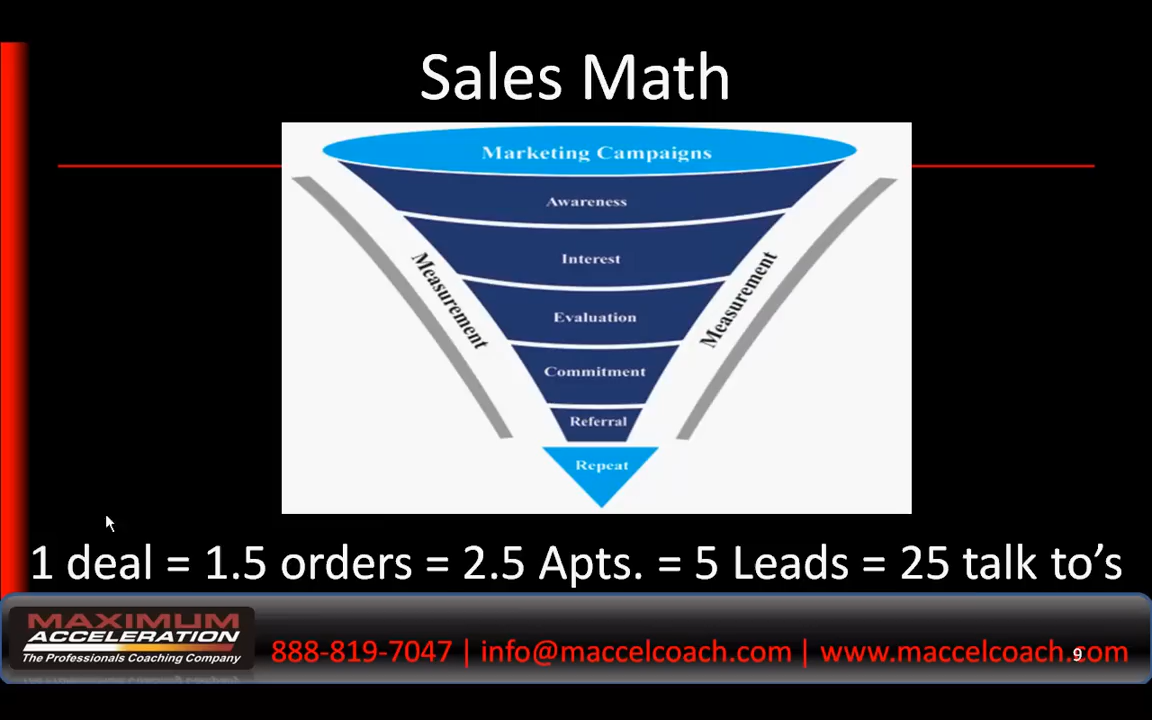 Sales Math
Marketing Campaigns
Awareness
Interest
Measurement
Measurement
Evaluation
Commitment
Referral
Repeat
1 deal = 1.5 orders = 2.5 Apts. = 5 Leads = 25 talk to’s
MAXIMUM
ACCELERATION
The Professionals Coaching Company
888-819-7047 | info@maccelcoach.com | www.maccelcoach.com
9